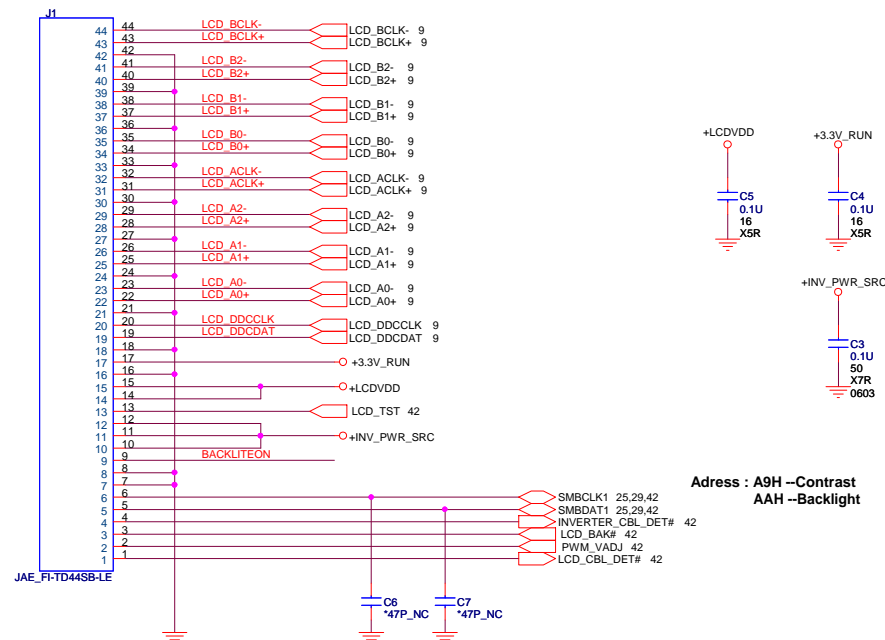 J1
44 44 LCD_BCLK- LCD_BCLK- 9
43 43 LCD_BCLK+ LCD_BCLK+ 9
42 42
41 41 LCD_B2- LCD_B2- 9
40 40 LCD_B2+ LCD_B2+ 9
39 39
38 38 LCD_B1- LCD_B1- 9
37 37 LCD_B1+ LCD_B1+ 9
36 36
35 35 LCD_B0- LCD_B0- 9
34 34 LCD_B0+ LCD_B0+ 9
33 33
32 32 LCD_ACLK- LCD_ACLK- 9
31 31 LCD_ACLK+ LCD_ACLK+ 9
30 30
29 29 LCD_A2- LCD_A2- 9
28 28 LCD_A2+ LCD_A2+ 9
27 27
26 26 LCD_A1- LCD_A1- 9
25 25 LCD_A1+ LCD_A1+ 9
24 24
23 23 LCD_A0- LCD_A0- 9
22 22 LCD_A0+ LCD_A0+ 9
21 21
20 20 LCD_DDCCLK LCD_DDCCLK 9
19 19 LCD_DDCDAT LCD_DDCDAT 9
18 18
17 17 +3.3V_RUN
16 16
15 15 +LCDVDD
14 14
13 13 LCD_TST 42
12 12
11 11 +INV_PWR_SRC
10 10
9 9 BACKLITEON
8 8
7 7
6 6 SMBCLK1 25,29,42
5 5 SMBDAT1 25,29,42
4 4 INVERTER_CBL_DET# 42
3 3 LCD_BAK# 42
2 2 PWM_VADJ 42
1 1 LCD_CBL_DET# 42
JAE_FI-TD44SB-LE
C6
*47P_NC
C7
*47P_NC
+LCDVDD
C5
0.1U
16
X5R
+3.3V_RUN
C4
0.1U
16
X5R
+INV_PWR_SRC
C3
0.1U
50
X7R
0603
Adress : A9H --Contrast
AAH --Backlight